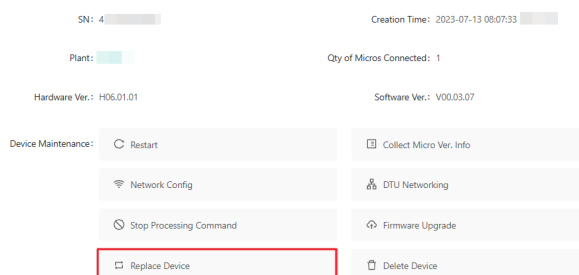 SN: 4
Creation Time: 2023-07-13 08:07:33
Plant:
Qty of Micros Connected: 1
Hardware Ver.: H06.01.01
Software Ver.: V00.03.07
Device Maintenance:
Restart
Collect Micro Ver. Info
Network Config
DTU Networking
Stop Processing Command
Firmware Upgrade
Replace Device
Delete Device